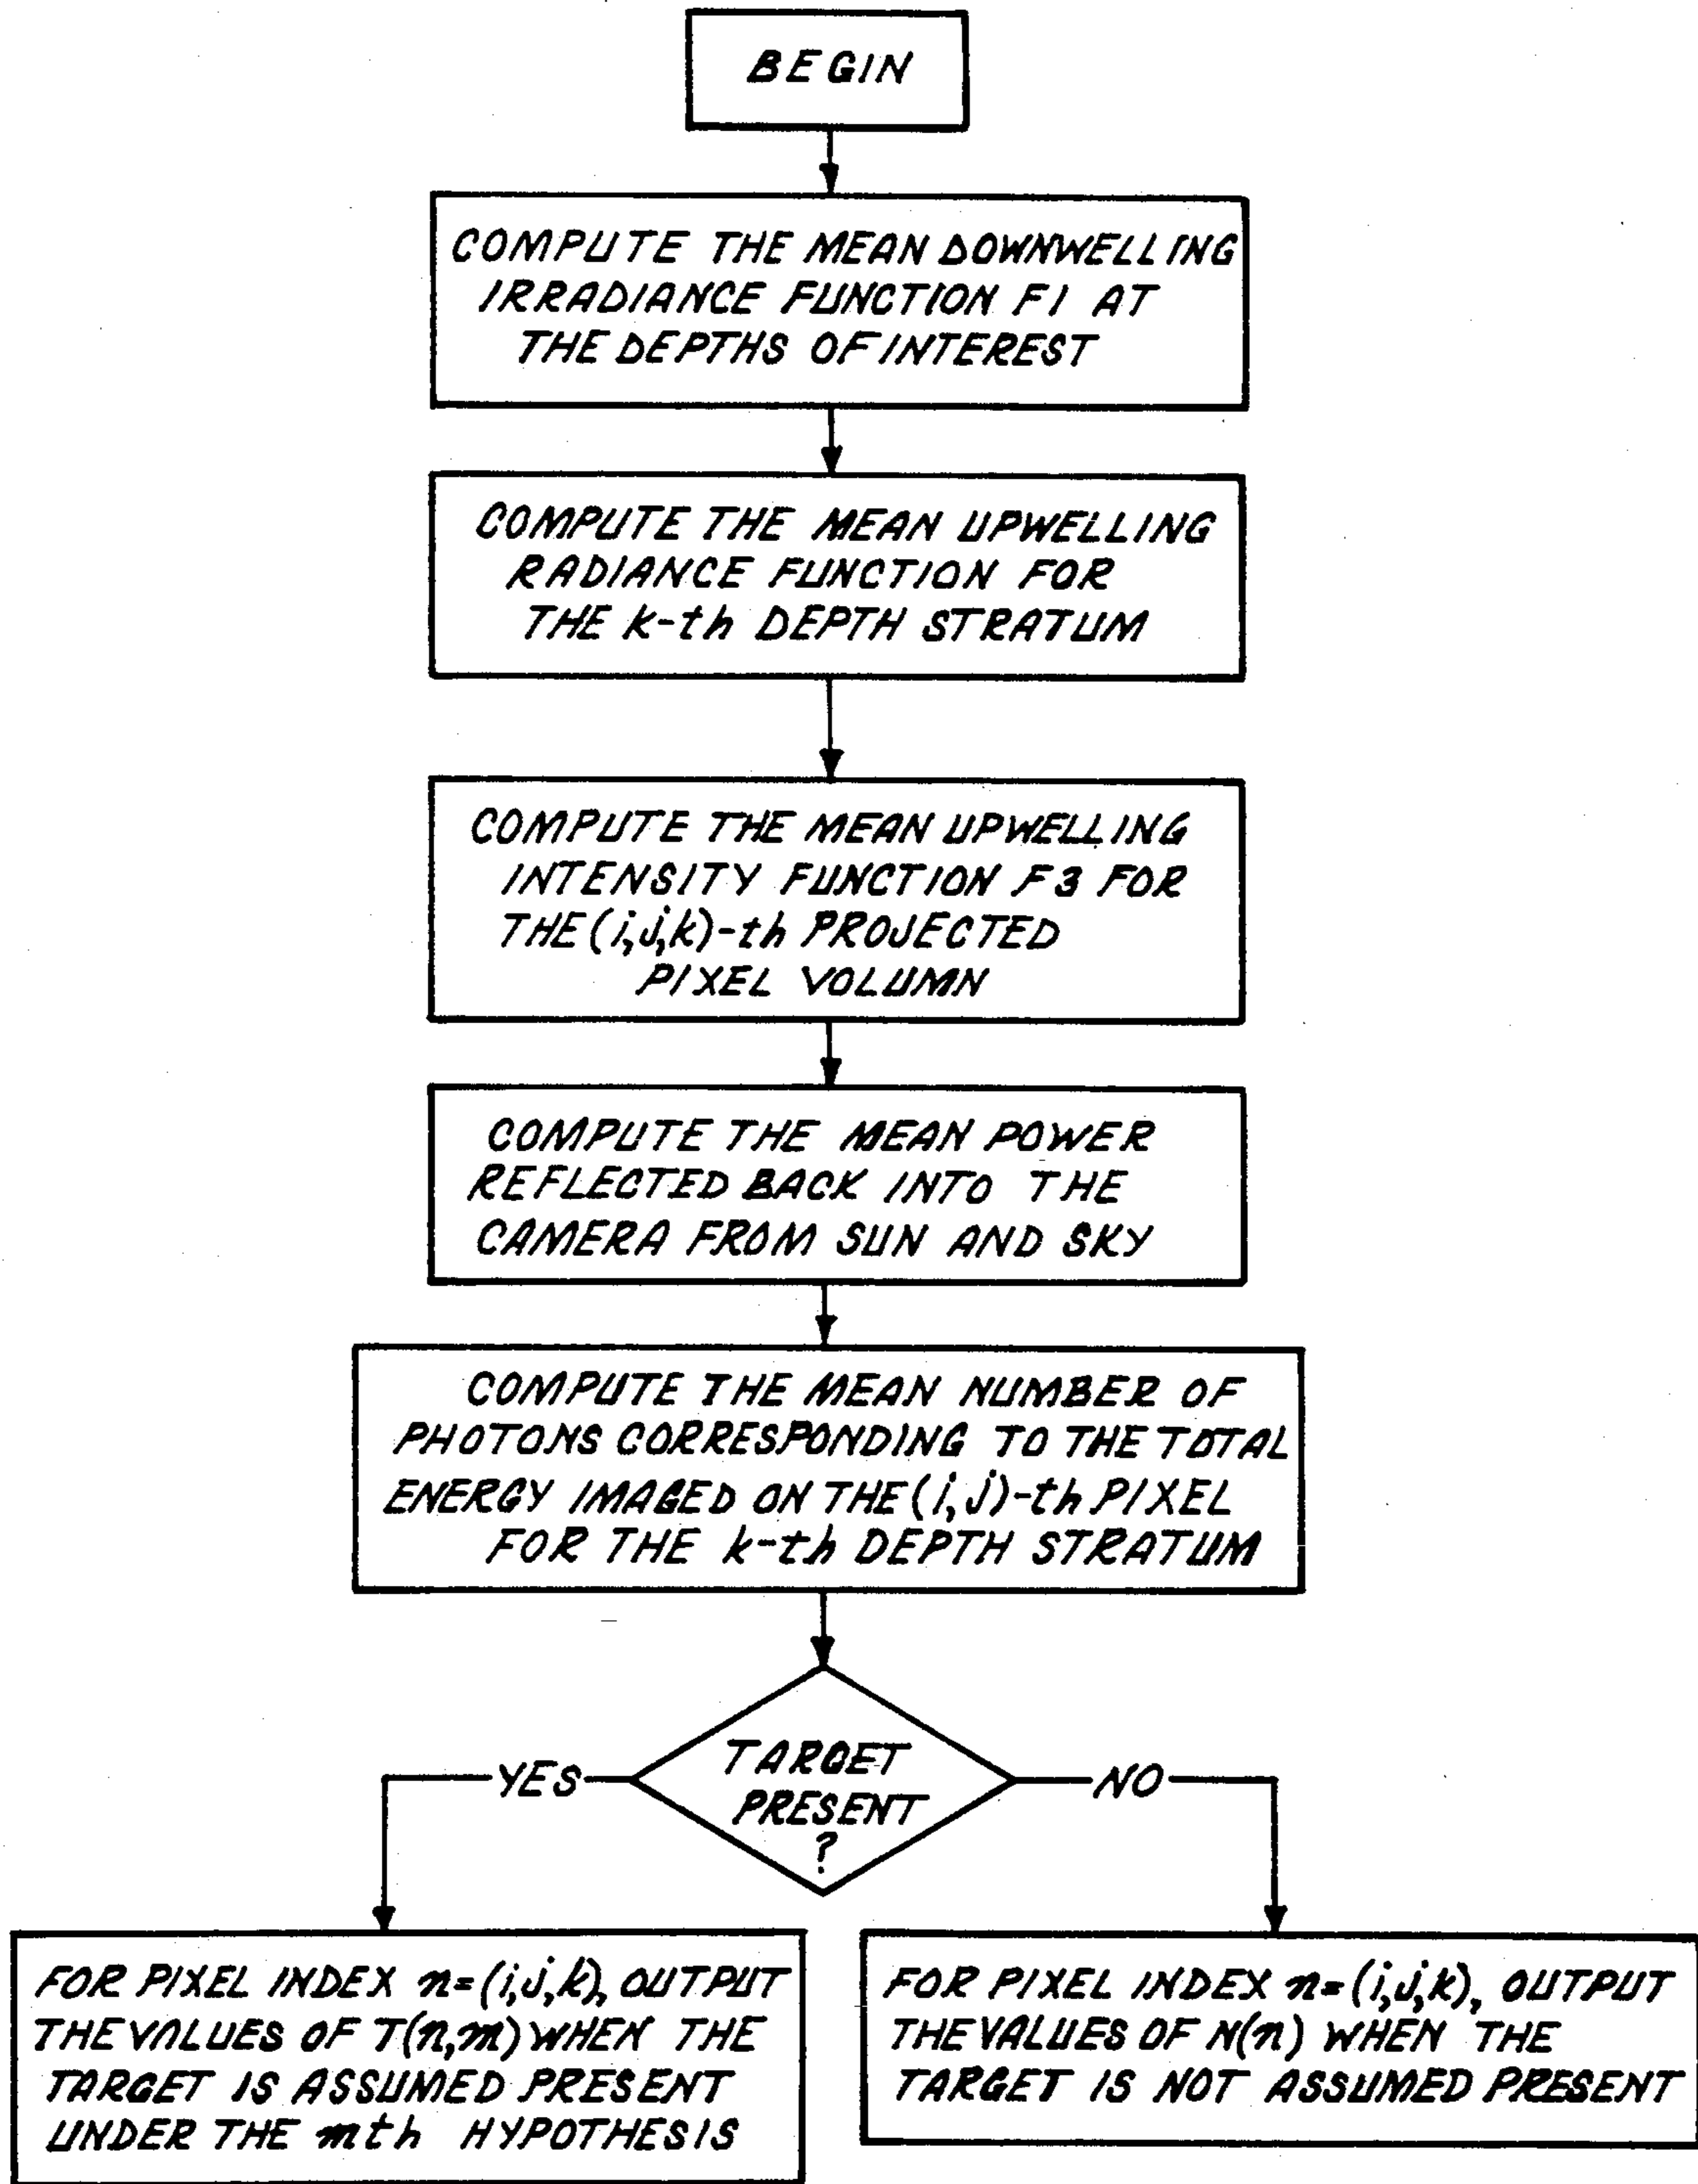 BEGIN
COMPUTE THE MEAN DOWNWELLING
IRRADIANCE FUNCTION F1 AT
THE DEPTHS OF INTEREST
COMPUTE THE MEAN UPWELLING
RADIANCE FUNCTION FOR
THE k-th DEPTH STRATUM
COMPUTE THE MEAN UPWELLING
INTENSITY FUNCTION F3 FOR
THE (i,j,k)-th PROJECTED
PIXEL VOLUMN
COMPUTE THE MEAN POWER
REFLECTED BACK INTO THE
CAMERA FROM SUN AND SKY
COMPUTE THE MEAN NUMBER OF
PHOTONS CORRESPONDING TO THE TOTAL
ENERGY IMAGED ON THE (i,j)-th PIXEL
FOR THE k-th DEPTH STRATUM
TARGET
PRESENT
?
YES
NO
FOR PIXEL INDEX n=(i,j,k), OUTPUT
THE VALUES OF T(n,m) WHEN THE
TARGET IS ASSUMED PRESENT
UNDER THE mth HYPOTHESIS
FOR PIXEL INDEX n=(i,j,k), OUTPUT
THE VALUES OF N(n) WHEN THE
TARGET IS NOT ASSUMED PRESENT